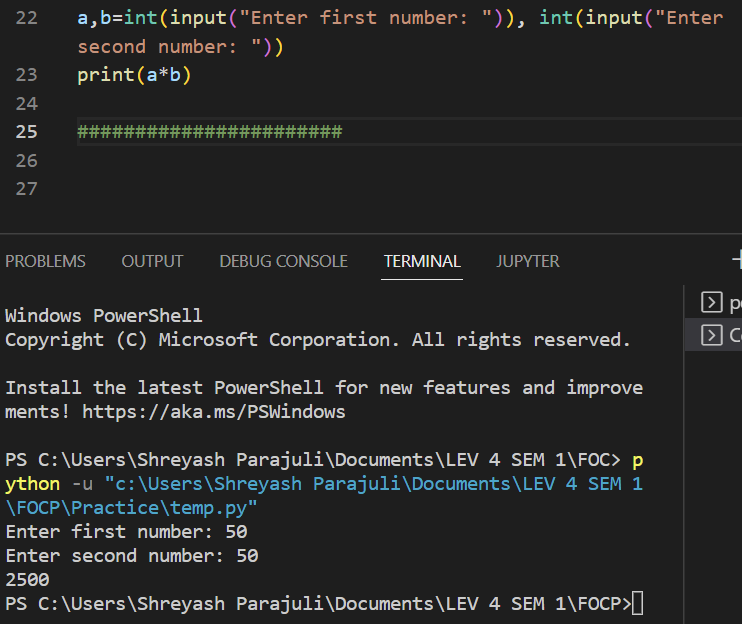 22 a,b=int(input("Enter first number: ")), int(input("Enter
second number: "))
23 print(a*b)
24
25 #######################
26
27
PROBLEMS OUTPUT DEBUG CONSOLE TERMINAL JUPYTER
Windows PowerShell
Copyright (C) Microsoft Corporation. All rights reserved.
Install the latest PowerShell for new features and improve
ments! https://aka.ms/PSWindows
PS C:\Users\Shreyash Parajuli\Documents\LEV 4 SEM 1\FOC> p
ython -u "c:\Users\Shreyash Parajuli\Documents\LEV 4 SEM 1
\FOCP\Practice\temp.py"
Enter first number: 50
Enter second number: 50
2500
PS C:\Users\Shreyash Parajuli\Documents\LEV 4 SEM 1\FOCP>